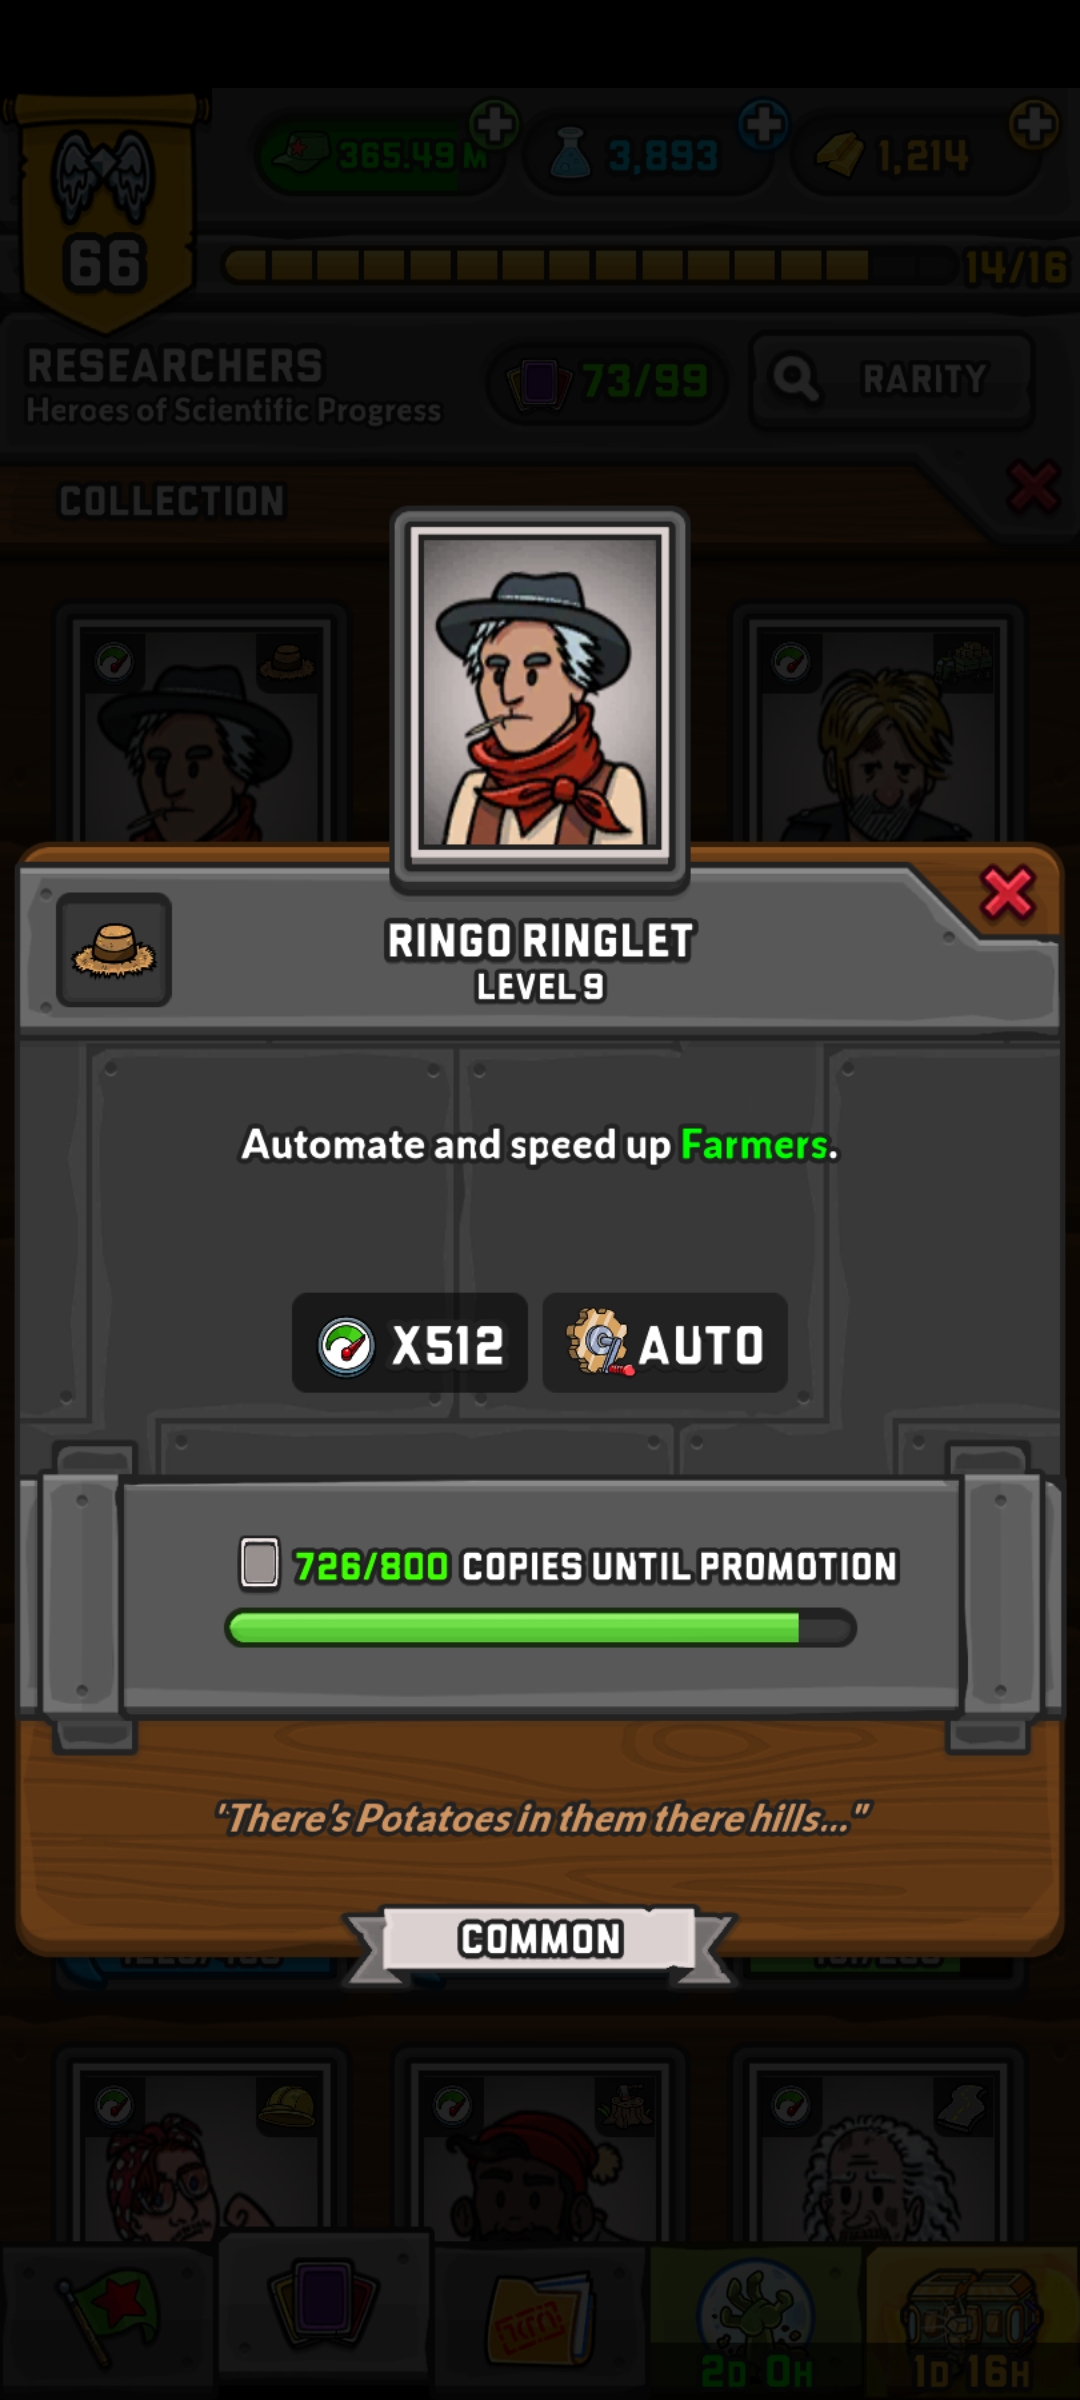 365.49 M
3,893
1,214
66
14/16
RESEARCHERS
Heroes of Scientific Progress
73/99
RARITY
COLLECTION
RINGO RINGLET
LEVEL 9
Automate and speed up Farmers.
X512
AUTO
726/800 COPIES UNTIL PROMOTION
'There's Potatoes in them there hills..."
COMMON
2D 0H
1D 16H